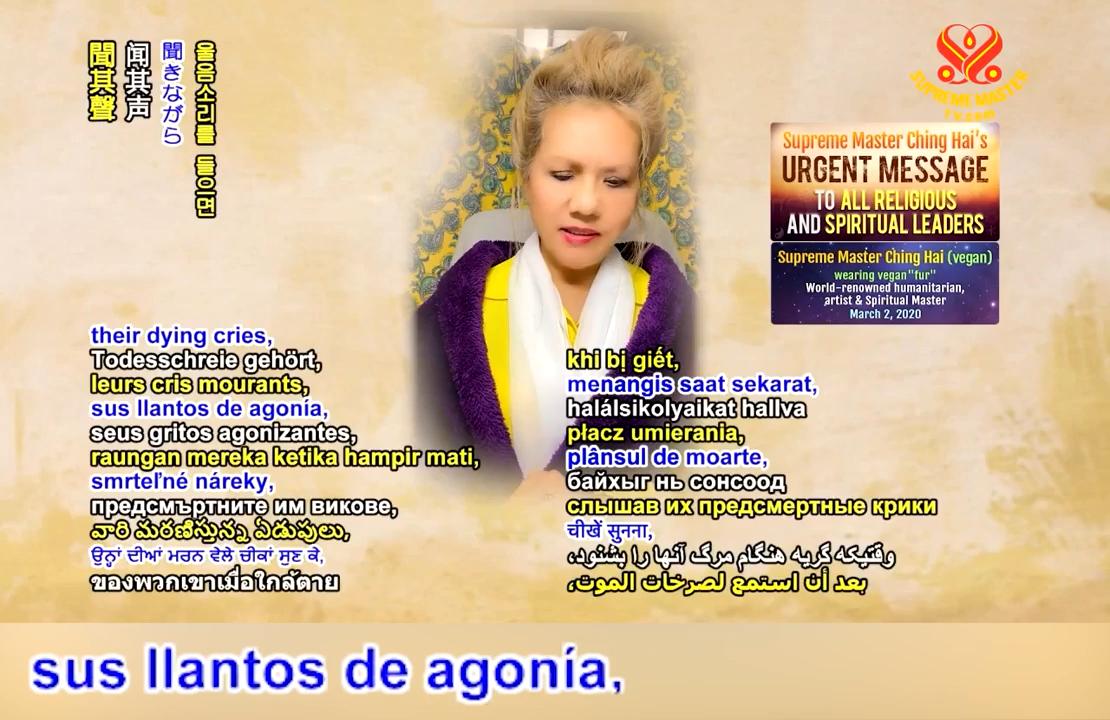 聞其聲
闻其声
聞きながら
울음소리를 들으면
SUPREME MASTER
Supreme Master Ching Hai's
URGENT MESSAGE
TO ALL RELIGIOUS
AND SPIRITUAL LEADERS
Supreme Master Ching Hai (vegan)
wearing vegan "fur"
World-renowned humanitarian,
artist & Spiritual Master
March 2, 2020
their dying cries,
Todesschreie gehört,
leurs cris mourants,
sus llantos de agonía,
seus gritos agonizantes,
raungan mereka ketika hampir mati,
smrteľné náreky,
предсмъртните им викове,
వారి మరణిస్తున్న ఏడుపులు,
ਉਨ੍ਹਾਂ ਦੀਆਂ ਮਰਨ ਵੇਲੇ ਚੀਕਾਂ ਸੁਣ ਕੇ,
ของพวกเขาเมื่อใกล้ตาย
khi bị giết,
menangis saat sekarat,
halálsikolyaikat hallva
płacz umierania,
plânsul de moarte,
байхыг нь сонсоод
слышав их предсмертные крики
चीखें सुनना,
وقتیکه گریه هنگام مرگ آنها را بشنود،
بعد أن استمع لصرخات الموت،
sus llantos de agonía,